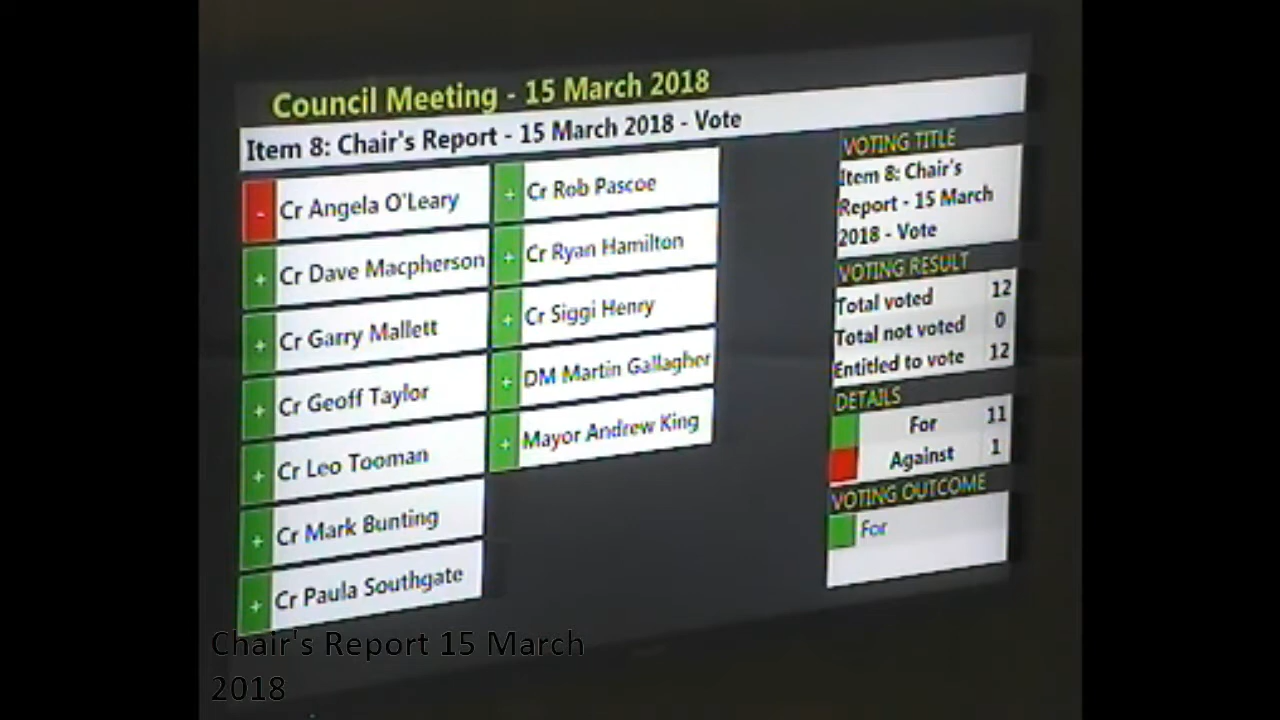 Council Meeting - 15 March 2018
Item 8: Chair's Report - 15 March 2018 - Vote
- Cr Angela O'Leary
+ Cr Dave Macpherson
+ Cr Garry Mallett
+ Cr Geoff Taylor
+ Cr Leo Tooman
+ Cr Mark Bunting
+ Cr Paula Southgate
+ Cr Rob Pascoe
+ Cr Ryan Hamilton
+ Cr Siggi Henry
+ DM Martin Gallagher
+ Mayor Andrew King
VOTING TITLE
Item 8: Chair's
Report - 15 March
2018 - Vote
VOTING RESULT
Total voted 12
Total not voted 0
Entitled to vote 12
DETAILS
For 11
Against 1
VOTING OUTCOME
For
Chair's Report 15 March
2018